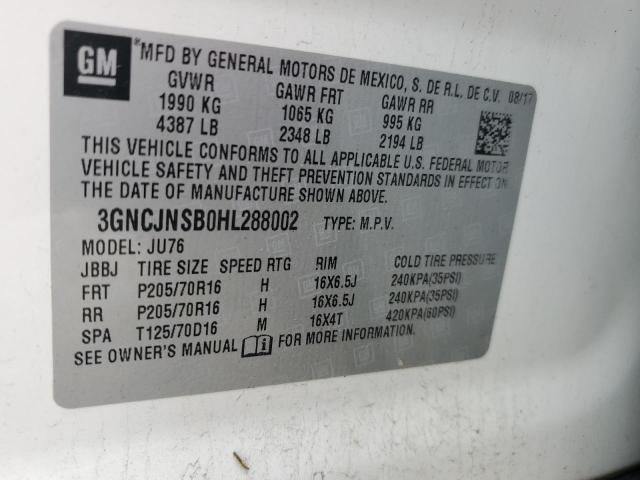 GM
*MFD BY GENERAL MOTORS DE MEXICO, S. DE R.L. DE C.V. 08/17
GVWR GAWR FRT GAWR RR
1990 KG 1065 KG 995 KG
4387 LB 2348 LB 2194 LB
THIS VEHICLE CONFORMS TO ALL APPLICABLE U.S. FEDERAL MOTOR
VEHICLE SAFETY AND THEFT PREVENTION STANDARDS IN EFFECT ON
THE DATE OF MANUFACTURE SHOWN ABOVE.
3GNCJNSB0HL288002 TYPE: M.P.V.
MODEL: JU76
JBBJ TIRE SIZE SPEED RTG RIM COLD TIRE PRESSURE
FRT P205/70R16 H 16X6.5J 240KPA(35PSI)
RR P205/70R16 H 16X6.5J 240KPA(35PSI)
SPA T125/70D16 M 16X4T 420KPA(60PSI)
SEE OWNER'S MANUAL FOR MORE INFORMATION.